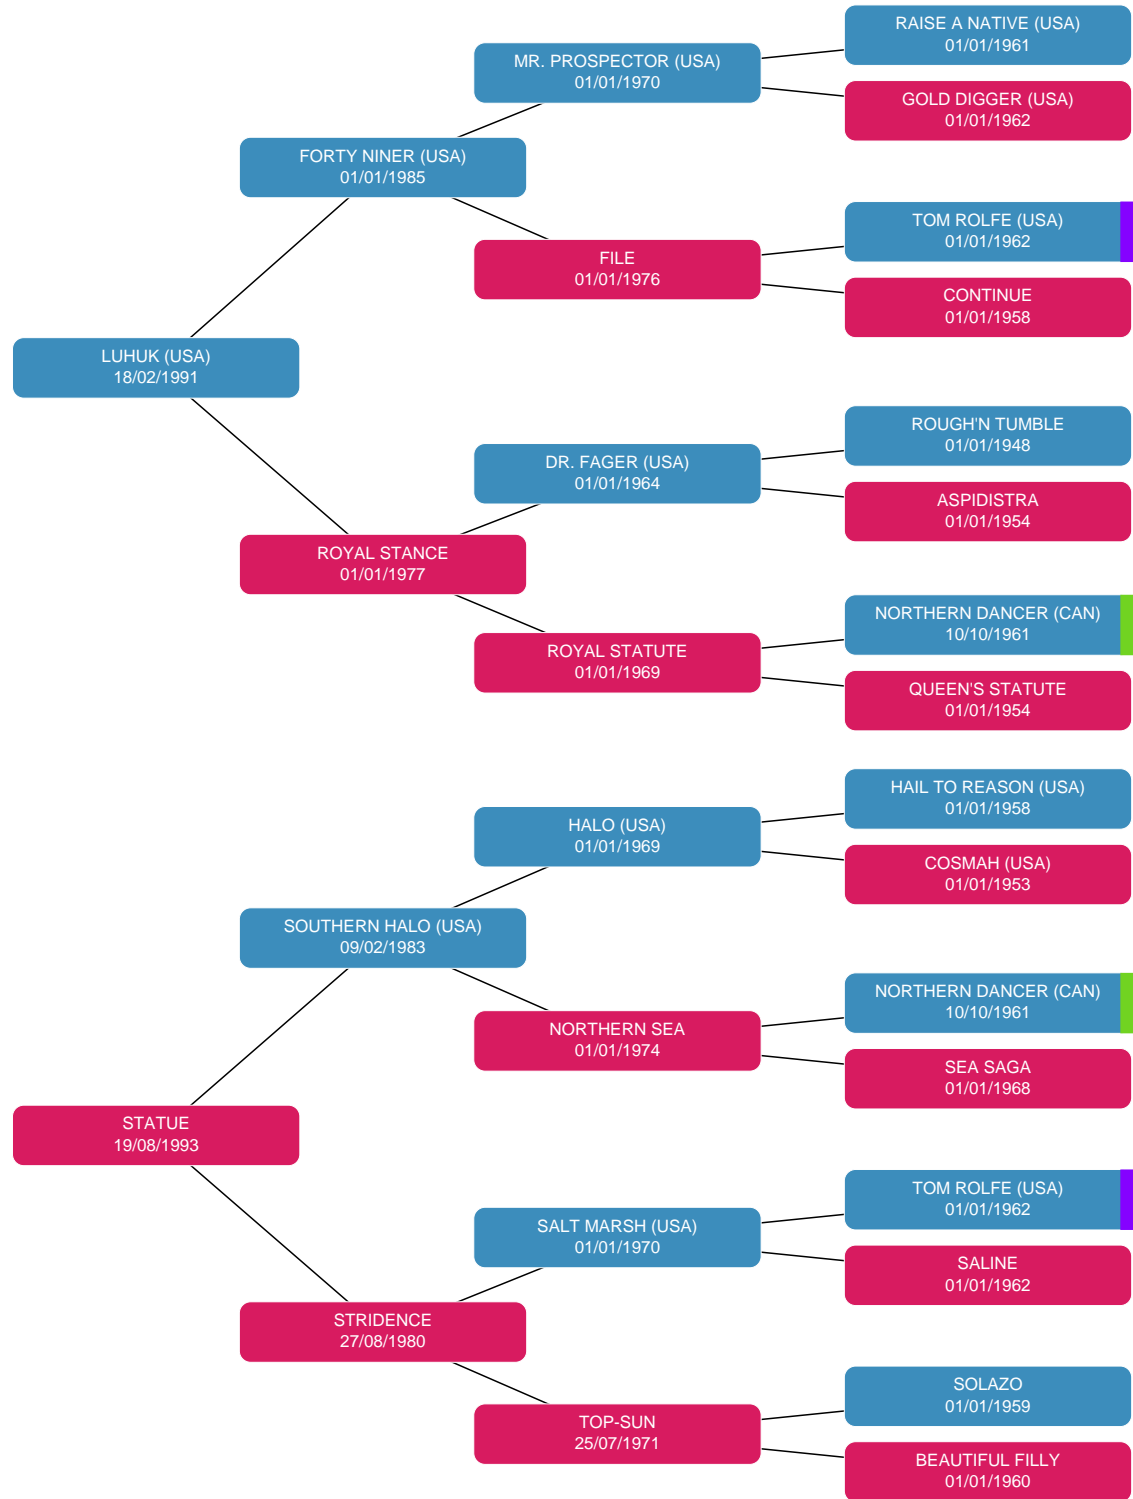 RAISE A NATIVE (USA)
01/01/1961
MR. PROSPECTOR (USA)
01/01/1970
GOLD DIGGER (USA)
01/01/1962
FORTY NINER (USA)
01/01/1985
TOM ROLFE (USA)
01/01/1962
FILE
01/01/1976
CONTINUE
01/01/1958
LUHUK (USA)
18/02/1991
ROUGH'N TUMBLE
01/01/1948
DR. FAGER (USA)
01/01/1964
ASPIDISTRA
01/01/1954
ROYAL STANCE
01/01/1977
NORTHERN DANCER (CAN)
10/10/1961
ROYAL STATUTE
01/01/1969
QUEEN'S STATUTE
01/01/1954
HAIL TO REASON (USA)
01/01/1958
HALO (USA)
01/01/1969
COSMAH (USA)
01/01/1953
SOUTHERN HALO (USA)
09/02/1983
NORTHERN DANCER (CAN)
10/10/1961
NORTHERN SEA
01/01/1974
SEA SAGA
01/01/1968
STATUE
19/08/1993
TOM ROLFE (USA)
01/01/1962
SALT MARSH (USA)
01/01/1970
SALINE
01/01/1962
STRIDENCE
27/08/1980
SOLAZO
01/01/1959
TOP-SUN
25/07/1971
BEAUTIFUL FILLY
01/01/1960